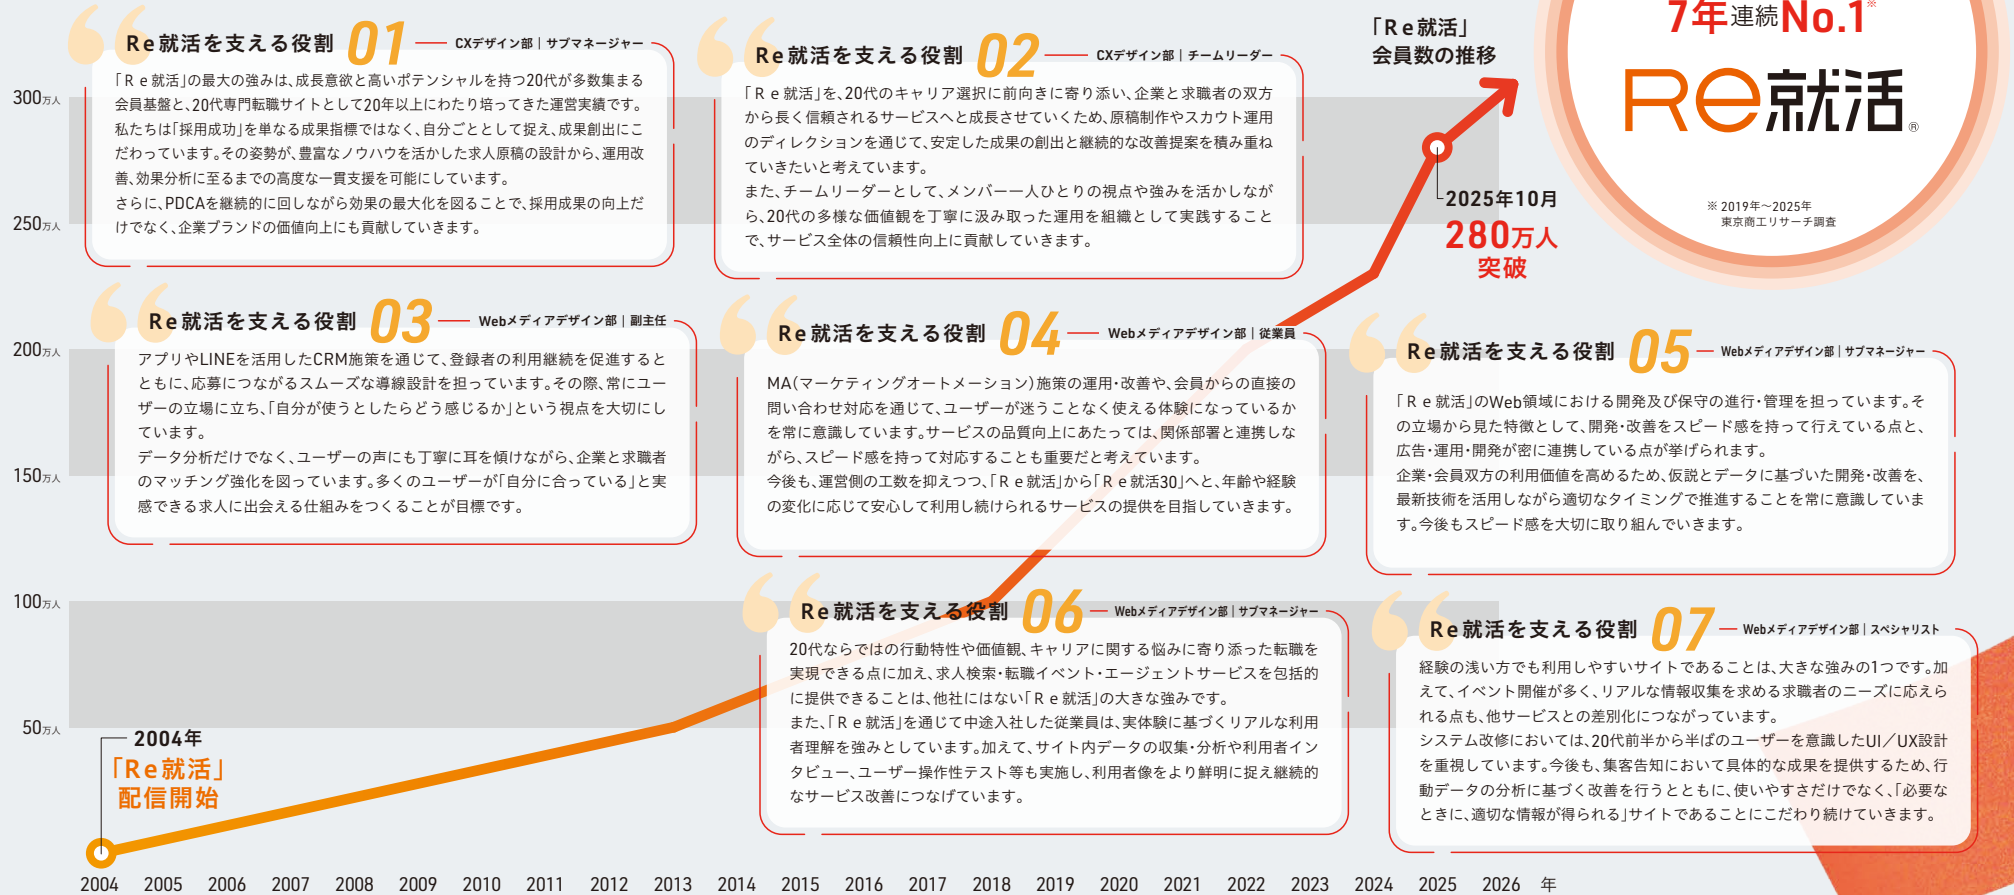 7年連続No.1※
Re就活®
※ 2019年～2025年
東京商工リサーチ調査
「Re就活」
会員数の推移
2025年10月
280万人
突破
2004年
「Re就活」
配信開始
300万人
250万人
200万人
150万人
100万人
50万人
2004 2005 2006 2007 2008 2009 2010 2011 2012 2013 2014 2015 2016 2017 2018 2019 2020 2021 2022 2023 2024 2025 2026 年
Re就活を支える役割 01 CXデザイン部｜サブマネージャー
「Re就活」の最大の強みは、成長意欲と高いポテンシャルを持つ20代が多数集まる
会員基盤と、20代専門転職サイトとして20年以上にわたり培ってきた運営実績です。
私たちは「採用成功」を単なる成果指標ではなく、自分ごととして捉え、成果創出にこ
だわっています。その姿勢が、豊富なノウハウを活かした求人原稿の設計から、運用改
善、効果分析に至るまでの高度な一貫支援を可能にしています。
さらに、PDCAを継続的に回しながら効果の最大化を図ることで、採用成果の向上だ
けでなく、企業ブランドの価値向上にも貢献していきます。
Re就活を支える役割 02 CXデザイン部｜チームリーダー
「Re就活」を、20代のキャリア選択に前向きに寄り添い、企業と求職者の双方
から長く信頼されるサービスへと成長させていくため、原稿制作やスカウト運用
のディレクションを通じて、安定した成果の創出と継続的な改善提案を積み重ね
ていきたいと考えています。
また、チームリーダーとして、メンバー一人ひとりの視点や強みを活かしなが
ら、20代の多様な価値観を丁寧に汲み取った運用を組織として実践すること
で、サービス全体の信頼性向上に貢献していきます。
Re就活を支える役割 03 Webメディアデザイン部｜副主任
アプリやLINEを活用したCRM施策を通じて、登録者の利用継続を促進すると
ともに、応募につながるスムーズな導線設計を担っています。その際、常にユー
ザーの立場に立ち、「自分が使うとしたらどう感じるか」という視点を大切にし
ています。
データ分析だけでなく、ユーザーの声にも丁寧に耳を傾けながら、企業と求職者
のマッチング強化を図っています。多くのユーザーが「自分に合っている」と実
感できる求人に出会える仕組みをつくることが目標です。
Re就活を支える役割 04 Webメディアデザイン部｜従業員
MA(マーケティングオートメーション)施策の運用・改善や、会員からの直接の
問い合わせ対応を通じて、ユーザーが迷うことなく使える体験になっているか
を常に意識しています。サービスの品質向上にあたっては、関係部署と連携しな
がら、スピード感を持って対応することも重要だと考えています。
今後も、運営側の工数を抑えつつ、「Re就活」から「Re就活30」へと、年齢や経験
の変化に応じて安心して利用し続けられるサービスの提供を目指していきます。
Re就活を支える役割 05 Webメディアデザイン部｜サブマネージャー
「Re就活」のWeb領域における開発及び保守の進行・管理を担っています。そ
の立場から見た特徴として、開発・改善をスピード感を持って行えている点と、
広告・運用・開発が密に連携している点が挙げられます。
企業・会員双方の利用価値を高めるため、仮説とデータに基づいた開発・改善を、
最新技術を活用しながら適切なタイミングで推進することを常に意識していま
す。今後もスピード感を大切に取り組んでいきます。
Re就活を支える役割 06 Webメディアデザイン部｜サブマネージャー
20代ならではの行動特性や価値観、キャリアに関する悩みに寄り添った転職を
実現できる点に加え、求人検索・転職イベント・エージェントサービスを包括的
に提供できることは、他社にはない「Re就活」の大きな強みです。
また、「Re就活」を通じて中途入社した従業員は、実体験に基づくリアルな利用
者理解を強みとしています。加えて、サイト内データの収集・分析や利用者イン
タビュー、ユーザー操作性テスト等も実施し、利用者像をより鮮明に捉え継続的
なサービス改善につなげています。
Re就活を支える役割 07 Webメディアデザイン部｜スペシャリスト
経験の浅い方でも利用しやすいサイトであることは、大きな強みの1つです。加
えて、イベント開催が多く、リアルな情報収集を求める求職者のニーズに応えら
れる点も、他サービスとの差別化につながっています。
システム改修においては、20代前半から半ばのユーザーを意識したUI／UX設計
を重視しています。今後も、集客告知において具体的な成果を提供するため、行
動データの分析に基づく改善を行うとともに、使いやすさだけでなく、「必要な
ときに、適切な情報が得られる」サイトであることにこだわり続けていきます。